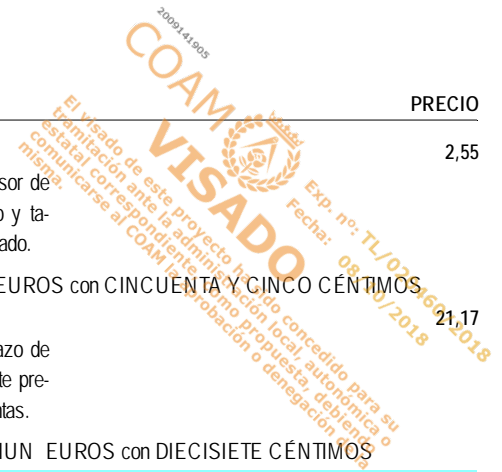 2009141905
COAM
VISADO
Exp. nº: TL/
Fecha: 08/10/2018
El visado de este proyecto ha sido concedido para su
tramitación ante la administración local, autonómica o
estatal correspondiente como propuesta, debiendo
comunicarse al COAM la aprobación o denegación de la
misma.
PRECIO
2,55
sor de
o y ta-
ado.
EUROS con CINCUENTA Y CINCO CÉNTIMOS
21,17
azo de
te pre-
ntas.
IUN EUROS con DIECISIETE CÉNTIMOS